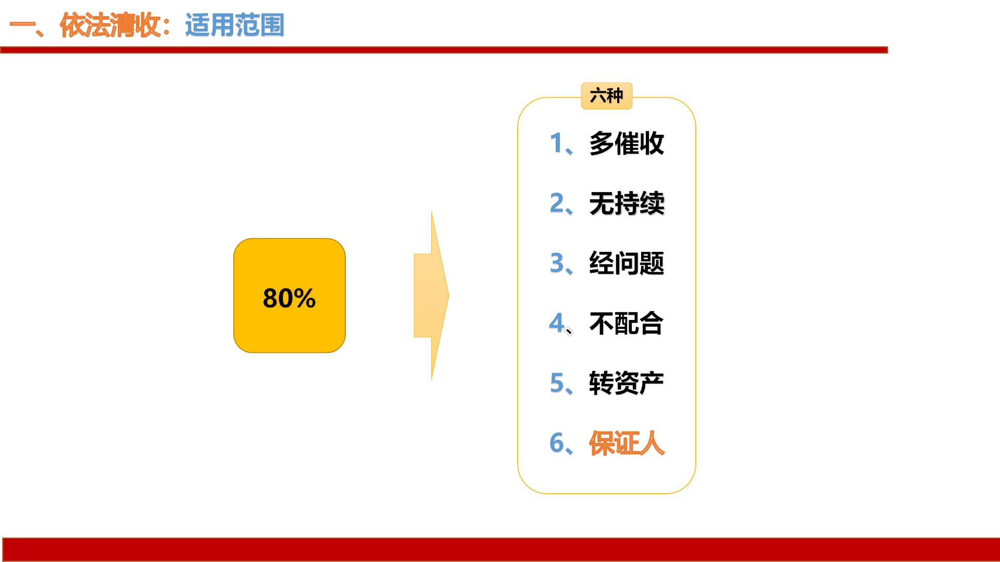 一、依法清收：适用范围
六种
1、多催收
2、无持续
3、经问题
80%
4、不配合
5、转资产
6、保证人